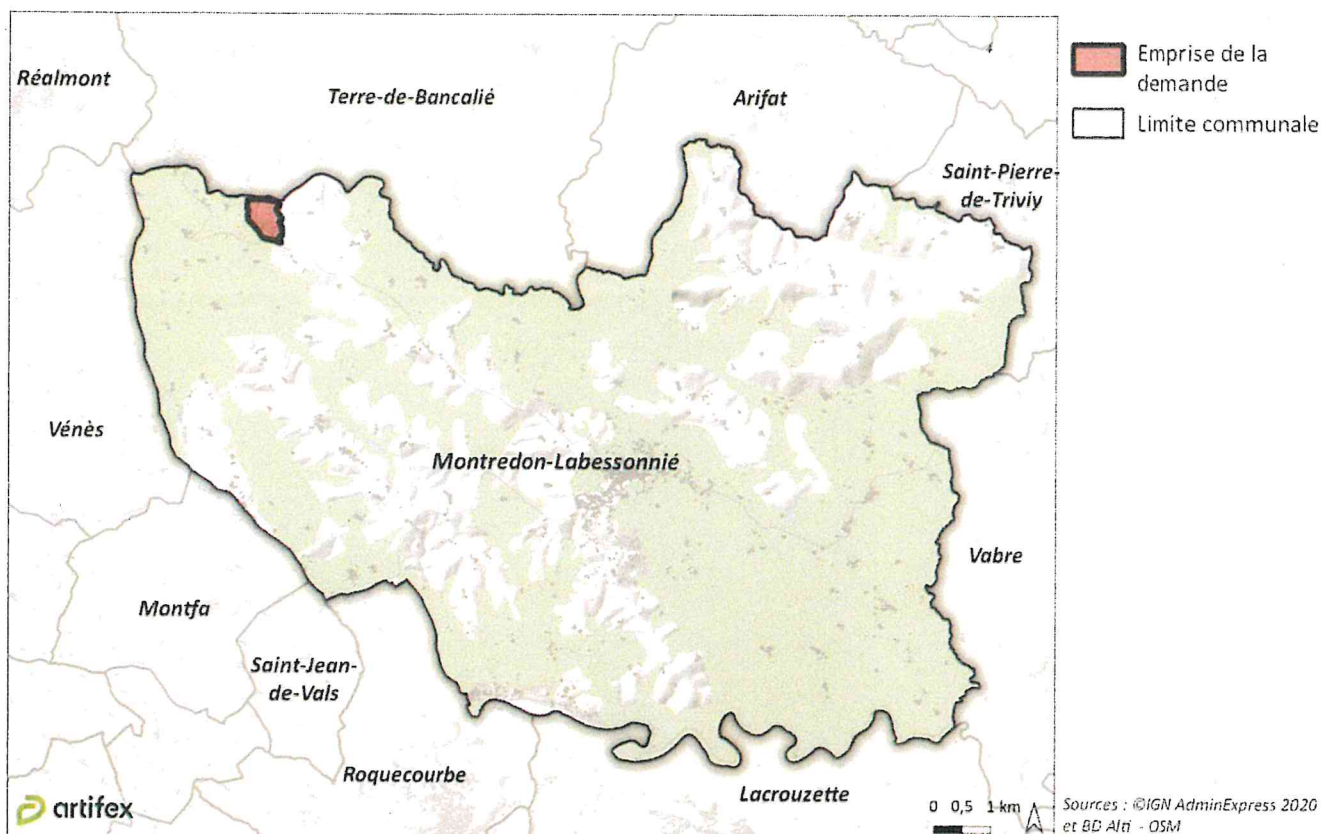 Réalmont
Terre-de-Bancalié
Arifat
Saint-Pierre-
de-Triviy
Vénès
Montredon-Labessonnié
Vabre
Montfa
Saint-Jean-
de-Vals
Roquecourbe
Lacrouzette
artifex
0 0,5 1 km
Emprise de la
demande
Limite communale
Sources : ©IGN AdminExpress 2020
et BD Alti - OSM